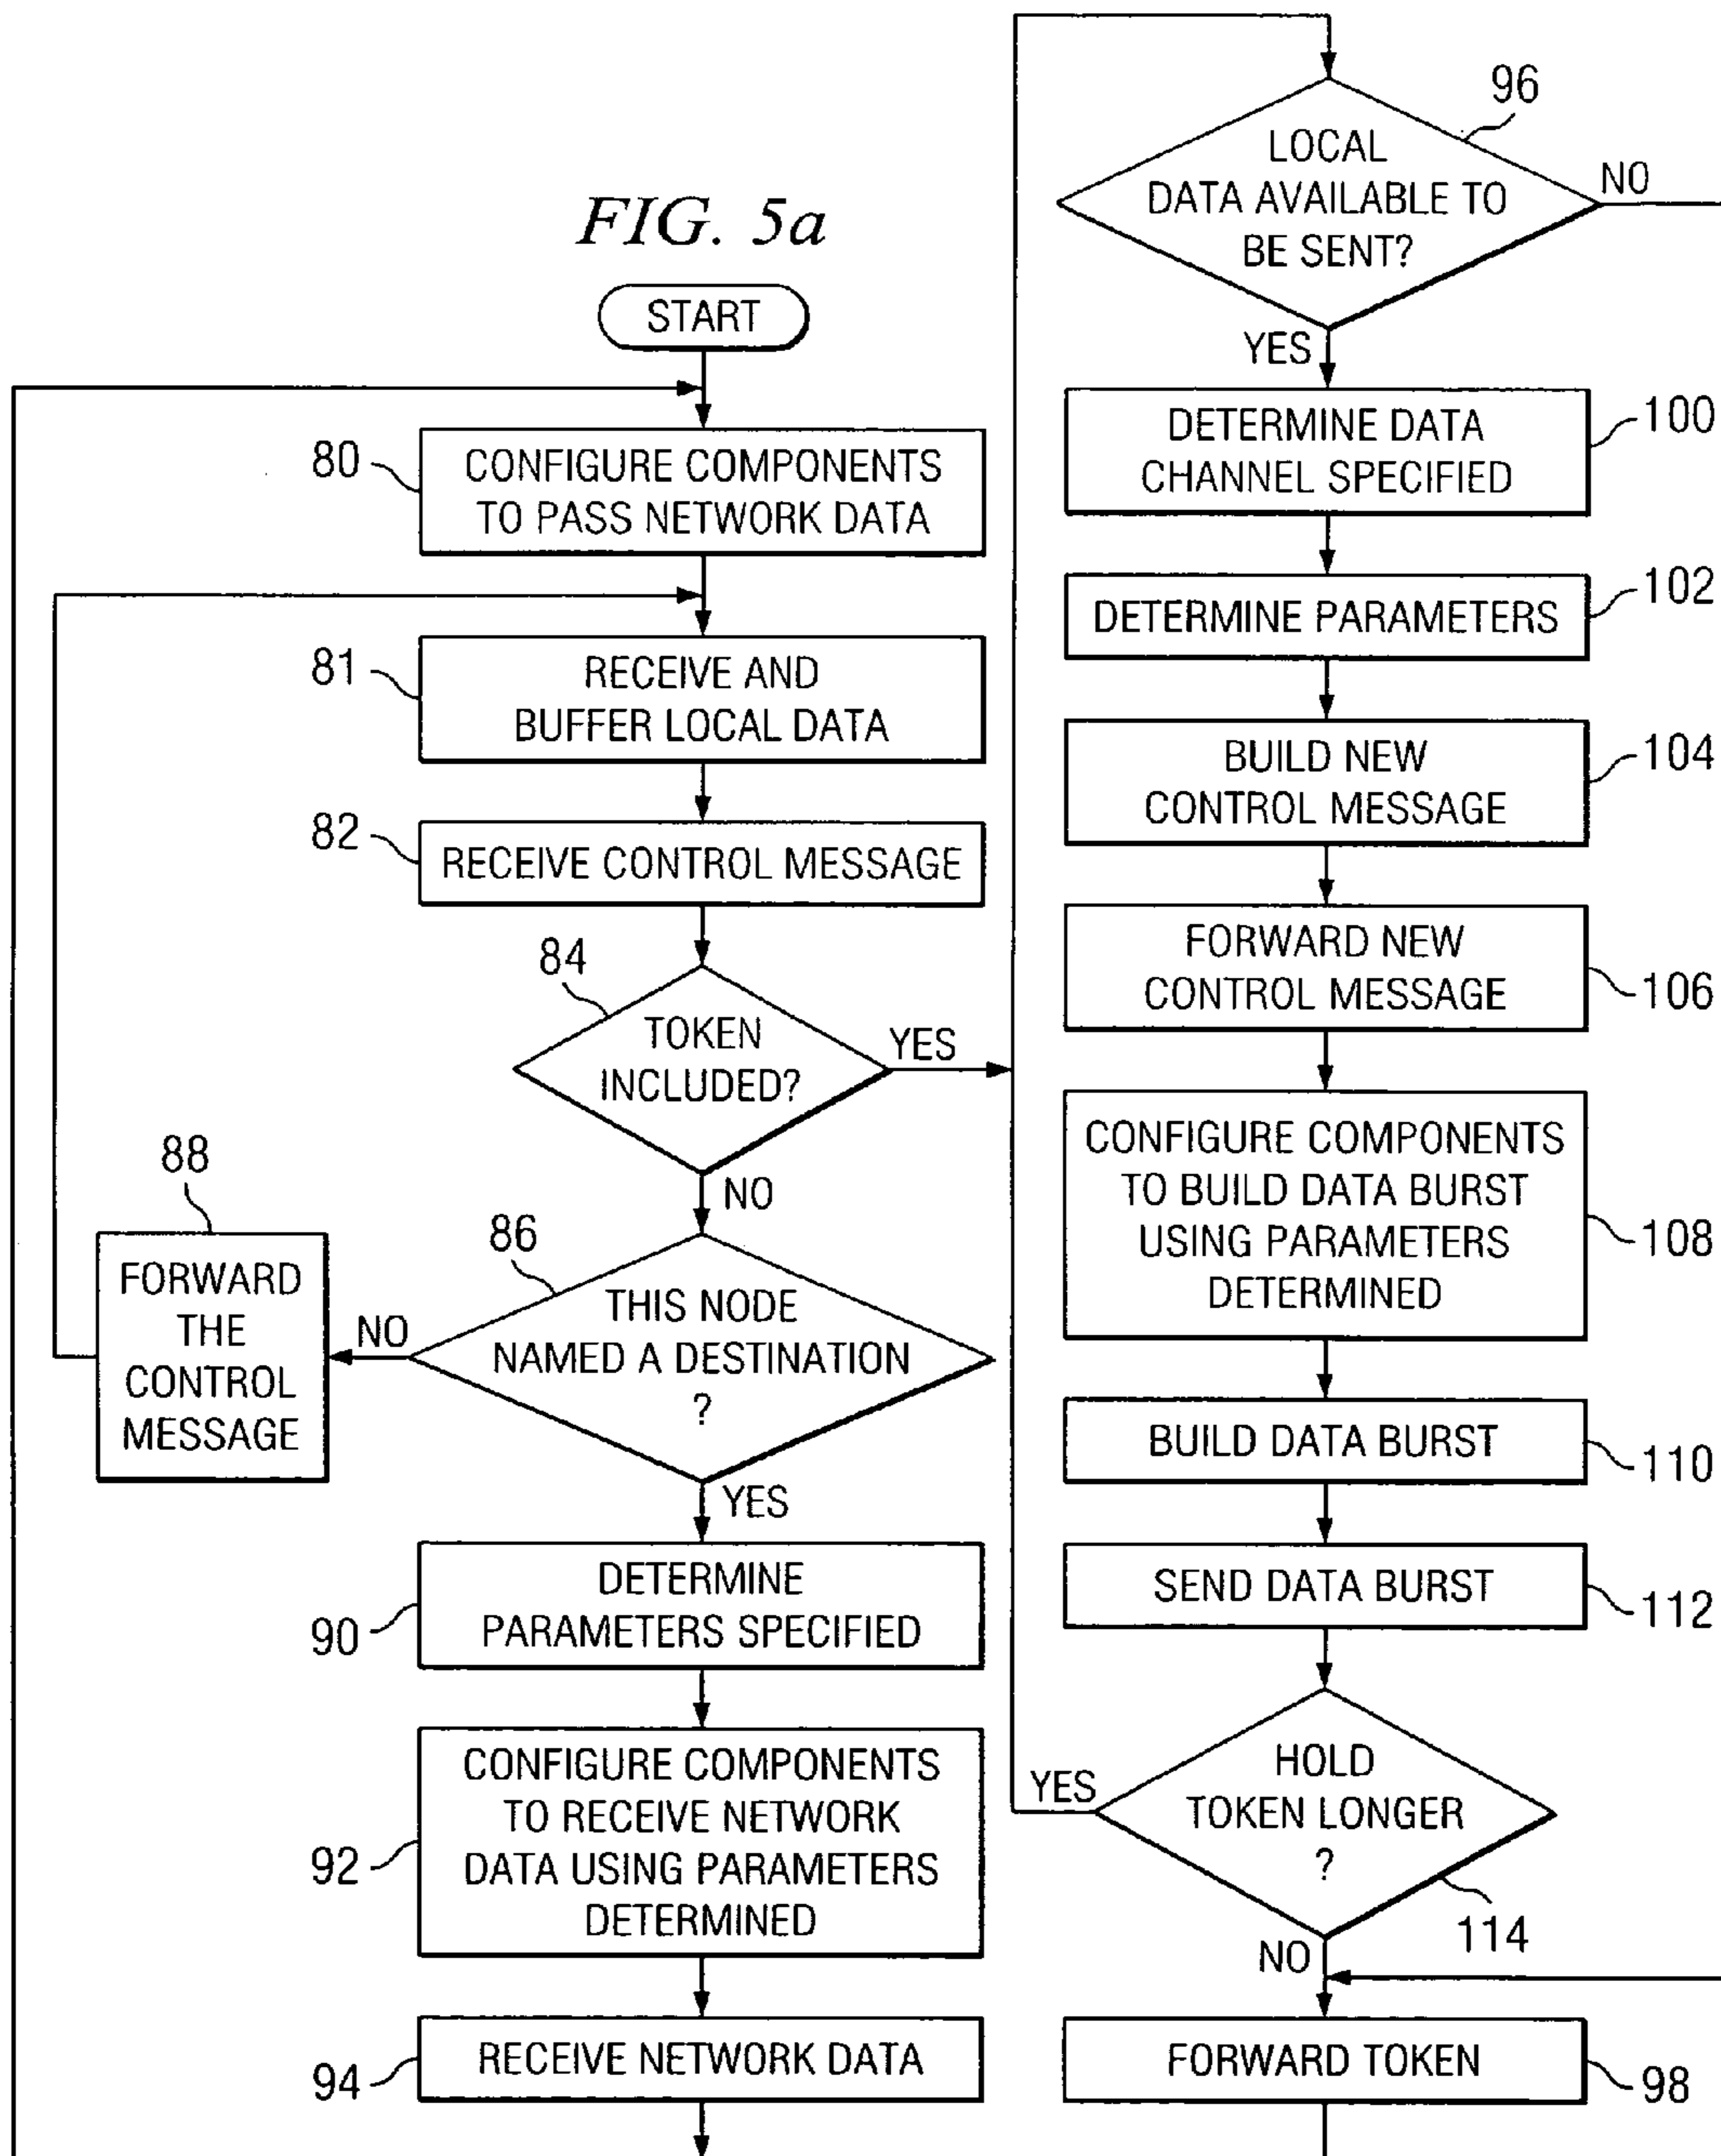 FIG. 5a
START
80
CONFIGURE COMPONENTS
TO PASS NETWORK DATA
81
RECEIVE AND
BUFFER LOCAL DATA
82
RECEIVE CONTROL MESSAGE
84
TOKEN
INCLUDED?
YES
NO
86
THIS NODE
NAMED A DESTINATION
?
NO
88
FORWARD
THE
CONTROL
MESSAGE
YES
90
DETERMINE
PARAMETERS SPECIFIED
92
CONFIGURE COMPONENTS
TO RECEIVE NETWORK
DATA USING PARAMETERS
DETERMINED
94
RECEIVE NETWORK DATA
96
LOCAL
DATA AVAILABLE TO
BE SENT?
NO
YES
DETERMINE DATA
CHANNEL SPECIFIED
100
DETERMINE PARAMETERS
102
BUILD NEW
CONTROL MESSAGE
104
FORWARD NEW
CONTROL MESSAGE
106
CONFIGURE COMPONENTS
TO BUILD DATA BURST
USING PARAMETERS
DETERMINED
108
BUILD DATA BURST
110
SEND DATA BURST
112
HOLD
TOKEN LONGER
?
YES
114
NO
FORWARD TOKEN
98